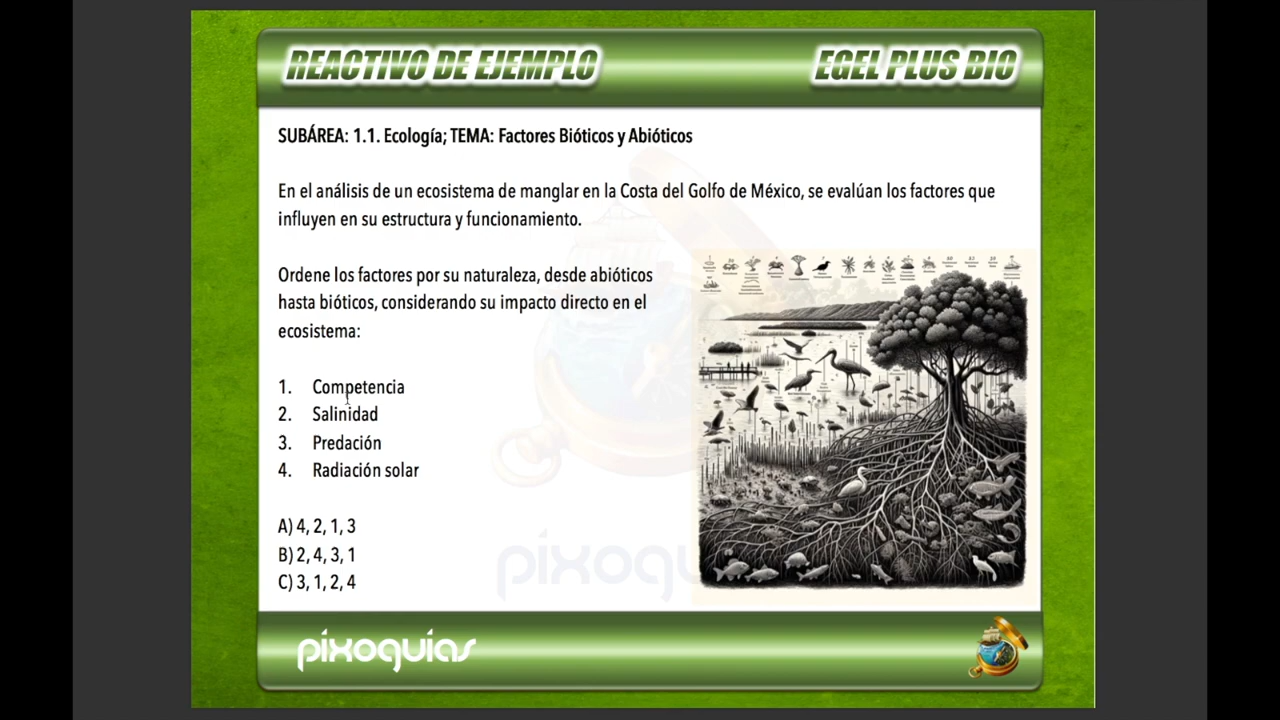 REACTIVO DE EJEMPLO
EGEL PLUS BIO
SUBÁREA: 1.1. Ecología; TEMA: Factores Bióticos y Abióticos
En el análisis de un ecosistema de manglar en la Costa del Golfo de México, se evalúan los factores que
influyen en su estructura y funcionamiento.
Ordene los factores por su naturaleza, desde abióticos
hasta bióticos, considerando su impacto directo en el
ecosistema:
1. Competencia
2. Salinidad
3. Predación
4. Radiación solar
A) 4, 2, 1, 3
B) 2, 4, 3, 1
C) 3, 1, 2, 4
pixoguías